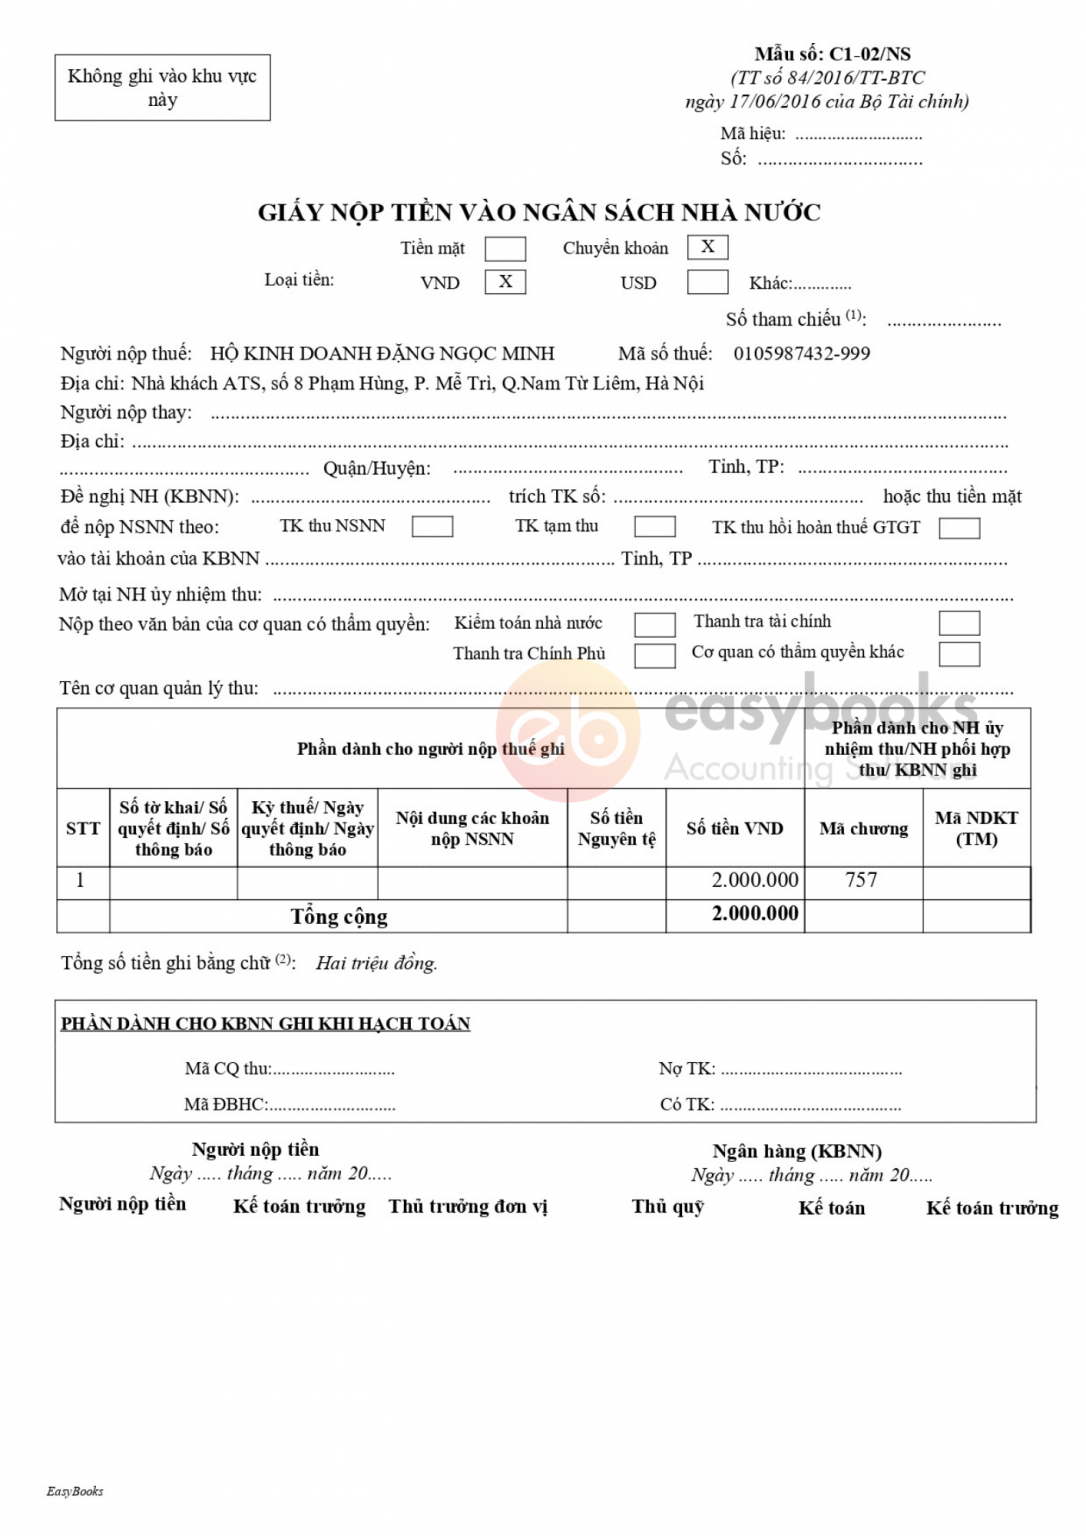 Không ghi vào khu vực
này
Mẫu số: C1-02/NS
(TT số 84/2016/TT-BTC
ngày 17/06/2016 của Bộ Tài chính)
Mã hiệu: ............................
Số: .................................
GIẤY NỘP TIỀN VÀO NGÂN SÁCH NHÀ NƯỚC
Tiền mặt Chuyển khoản X
Loại tiền: VND X USD Khác:.............
Số tham chiếu (1): .......................
Người nộp thuế: HỘ KINH DOANH ĐẶNG NGỌC MINH Mã số thuế: 0105987432-999
Địa chỉ: Nhà khách ATS, số 8 Phạm Hùng, P. Mễ Trì, Q.Nam Từ Liêm, Hà Nội
Người nộp thay: ................................................................
Địa chỉ: ................................................................
.................................................. Quận/Huyện: .............................................. Tỉnh, TP: ..........................................
Đề nghị NH (KBNN): ................................................ trích TK số: .................................................. hoặc thu tiền mặt
để nộp NSNN theo: TK thu NSNN TK tạm thu TK thu hồi hoàn thuế GTGT
vào tài khoản của KBNN ...................................................................... Tỉnh, TP ..............................................................
Mở tại NH ủy nhiệm thu: ................................................................
Nộp theo văn bản của cơ quan có thẩm quyền: Kiểm toán nhà nước Thanh tra tài chính
Thanh tra Chính Phủ Cơ quan có thẩm quyền khác
Tên cơ quan quản lý thu: ................................................................
eb easybooks
Accounting Software
Phần dành cho người nộp thuế ghi
Phần dành cho NH ủy
nhiệm thu/NH phối hợp
thu/ KBNN ghi
STT
Số tờ khai/ Số
quyết định/ Số
thông báo
Kỳ thuế/ Ngày
quyết định/ Ngày
thông báo
Nội dung các khoản
nộp NSNN
Số tiền
Nguyên tệ
Số tiền VND
Mã chương
Mã NDKT
(TM)
1 2.000.000 757
Tổng cộng 2.000.000
Tổng số tiền ghi bằng chữ (2): Hai triệu đồng.
PHẦN DÀNH CHO KBNN GHI KHI HẠCH TOÁN
Mã CQ thu:........................... Nợ TK: ........................................
Mã ĐBHC:............................ Có TK: ........................................
Người nộp tiền Ngân hàng (KBNN)
Ngày ..... tháng ..... năm 20..... Ngày ..... tháng ..... năm 20.....
Người nộp tiền Kế toán trưởng Thủ trưởng đơn vị Thủ quỹ Kế toán Kế toán trưởng
EasyBooks